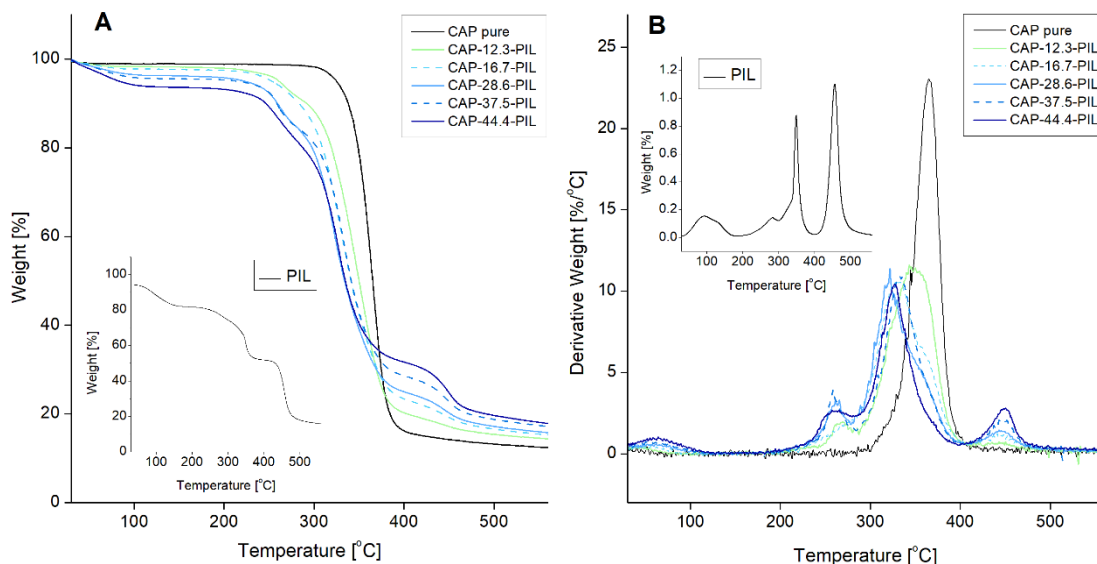 A
CAP pure
CAP-12.3-PIL
CAP-16.7-PIL
CAP-28.6-PIL
CAP-37.5-PIL
CAP-44.4-PIL
100
80
60
40
20
0
Weight [%]
100
200
300
400
500
Temperature [°C]
PIL
100
80
60
40
20
0
Weight [%]
100 200 300 400 500
Temperature [°C]
B
CAP pure
CAP-12.3-PIL
CAP-16.7-PIL
CAP-28.6-PIL
CAP-37.5-PIL
CAP-44.4-PIL
25
20
15
10
5
0
Derivative Weight [%/°C]
100
200
300
400
500
Temperature [°C]
PIL
1.2
1.0
0.8
0.6
0.4
0.2
0.0
Weight [%]
100 200 300 400 500
Temperature [°C]